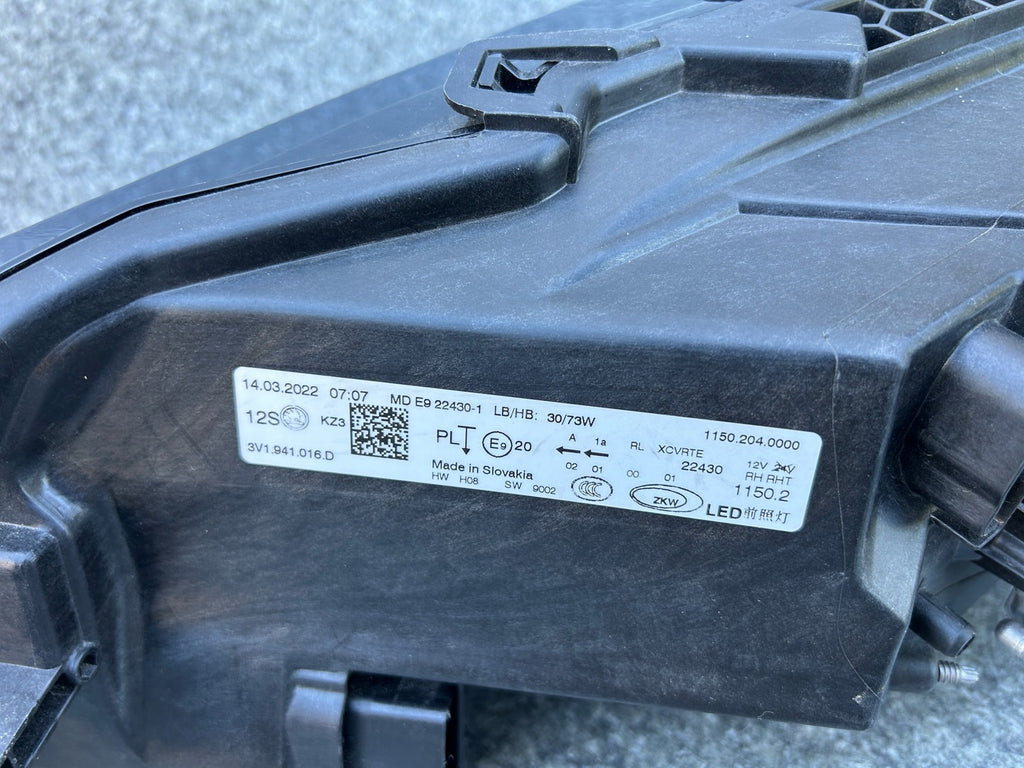 14.03.2022 07:07 MD E9 22430-1 LB/HB: 30/73W 1150.204.0000
12S KZ3 PL E9 20 A 1a RL XCVRTE 22430 12V 24V
02 01 00 01 RH RHT
3V1.941.016.D Made in Slovakia 1150.2
HW H08 SW 9002 CCC ZKW LED前照灯